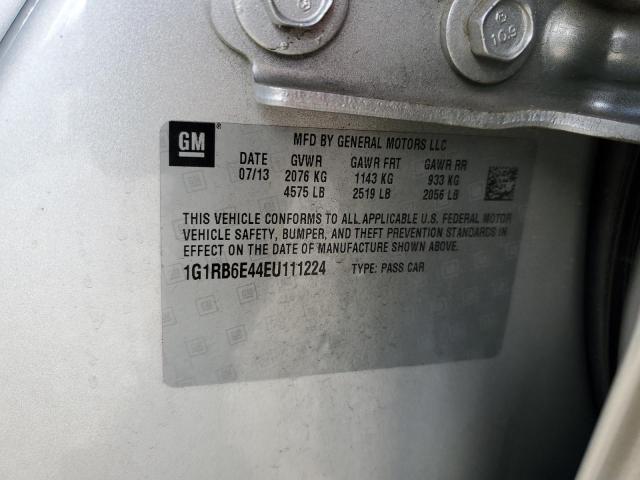 10.9
GM ®
MFD BY GENERAL MOTORS LLC
DATE GVWR GAWR FRT GAWR RR
07/13 2076 KG 1143 KG 933 KG
4575 LB 2519 LB 2056 LB
THIS VEHICLE CONFORMS TO ALL APPLICABLE U.S. FEDERAL MOTOR
VEHICLE SAFETY, BUMPER, AND THEFT PREVENTION STANDARDS IN
IN EFFECT ON THE DATE OF MANUFACTURE SHOWN ABOVE.
1G1RB6E44EU111224 TYPE: PASS CAR